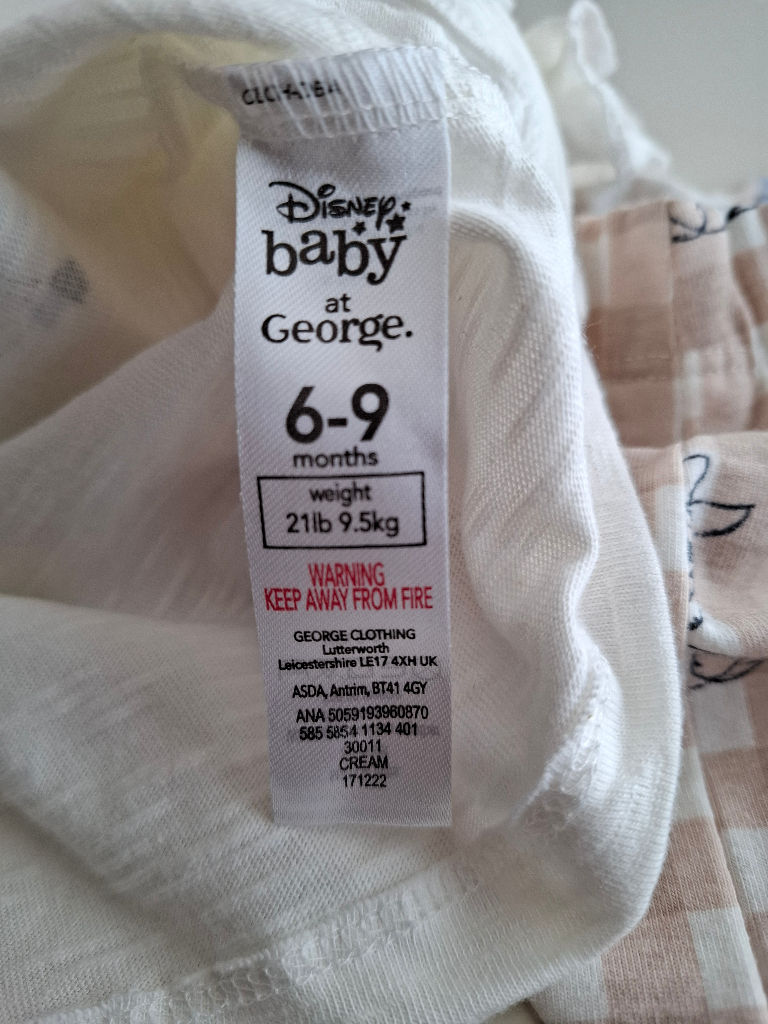 Disney
baby
at
George.
6-9
months
weight
21lb 9.5kg
WARNING
KEEP AWAY FROM FIRE
GEORGE CLOTHING
Lutterworth
Leicestershire LE17 4XH UK
ASDA, Antrim, BT41 4GY
ANA 5059193960870
585 5854 1134 401
30011
CREAM
171222